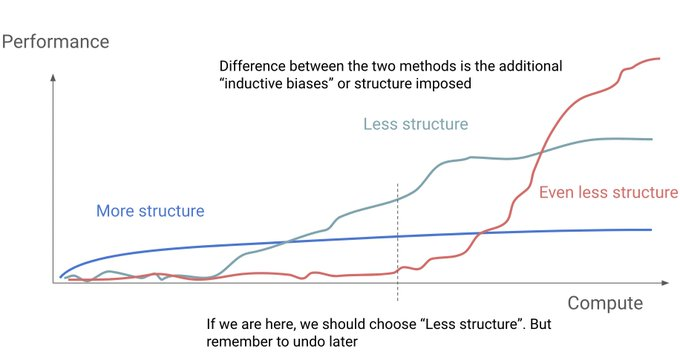 Performance
Difference between the two methods is the additional
“inductive biases” or structure imposed
Less structure
Even less structure
More structure
Compute
If we are here, we should choose “Less structure”. But
remember to undo later